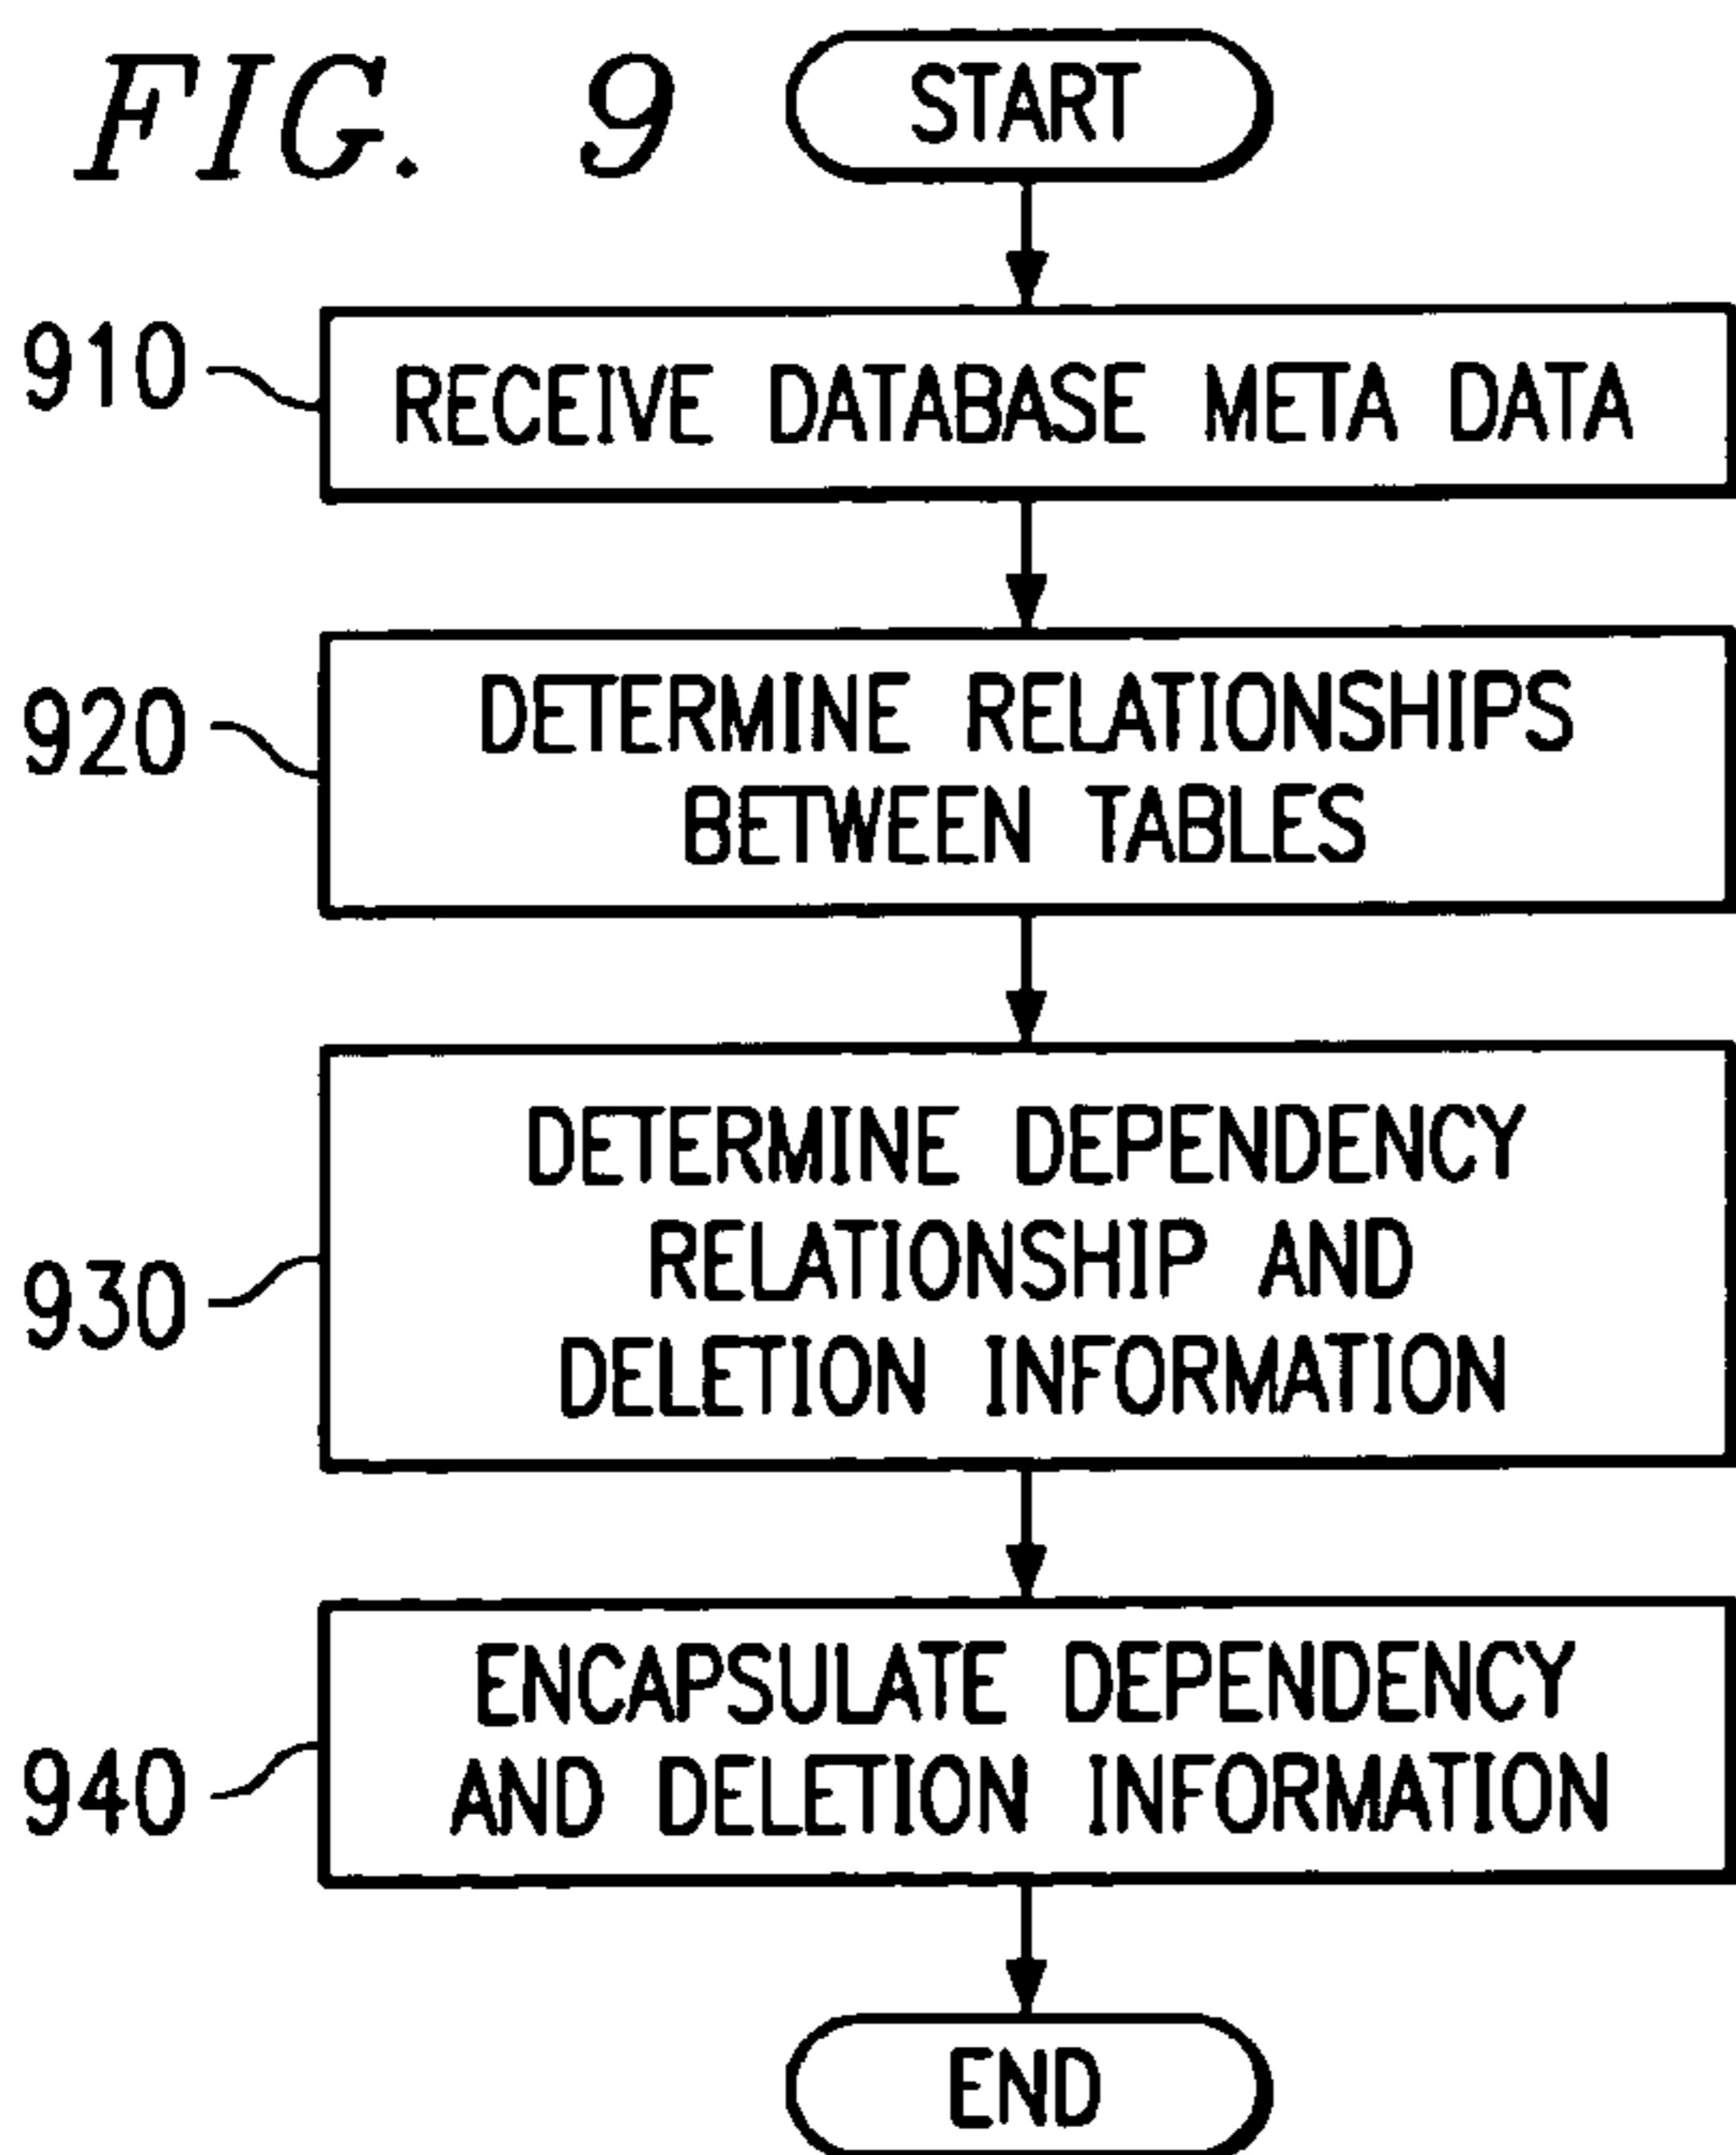 FIG. 9
START
910
RECEIVE DATABASE META DATA
920
DETERMINE RELATIONSHIPS
BETWEEN TABLES
930
DETERMINE DEPENDENCY
RELATIONSHIP AND
DELETION INFORMATION
940
ENCAPSULATE DEPENDENCY
AND DELETION INFORMATION
END